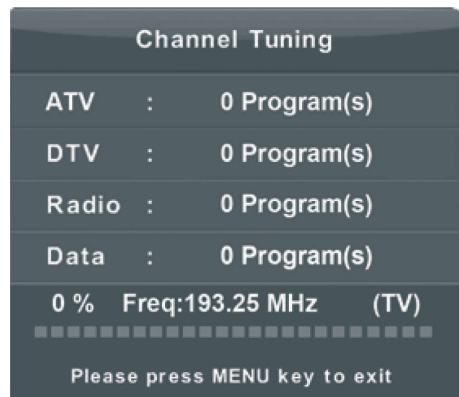 Channel Tuning
ATV : 0 Program(s)
DTV : 0 Program(s)
Radio : 0 Program(s)
Data : 0 Program(s)
0 % Freq:193.25 MHz (TV)
Please press MENU key to exit